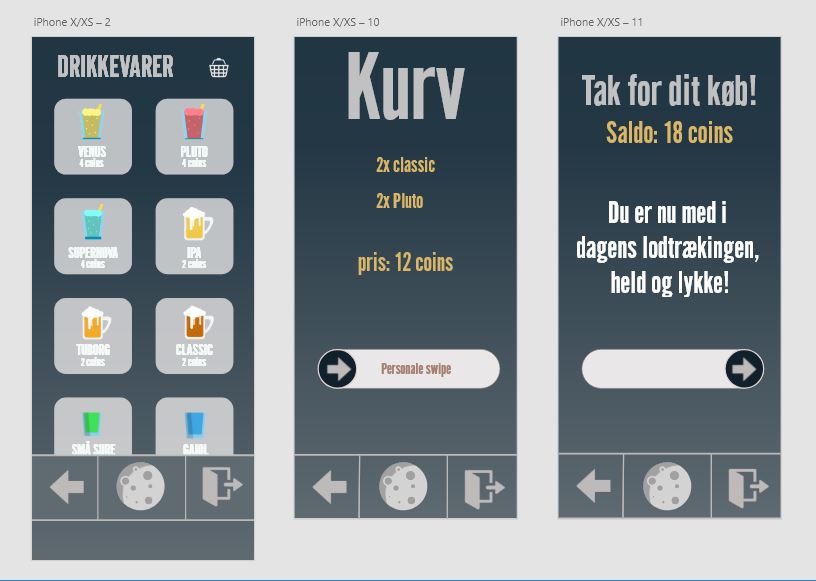 iPhone X/XS – 2
DRIKKEVARER
VENUS
4 coins
PLUTO
4 coins
SUPERNOVA
4 coins
IPA
2 coins
TUBORG
2 coins
CLASSIC
2 coins
SMÅ SURE
GAJOL
iPhone X/XS – 10
Kurv
2x classic
2x Pluto
pris: 12 coins
Personale swipe
iPhone X/XS – 11
Tak for dit køb!
Saldo: 18 coins
Du er nu med i
dagens lodtrækingen,
held og lykke!